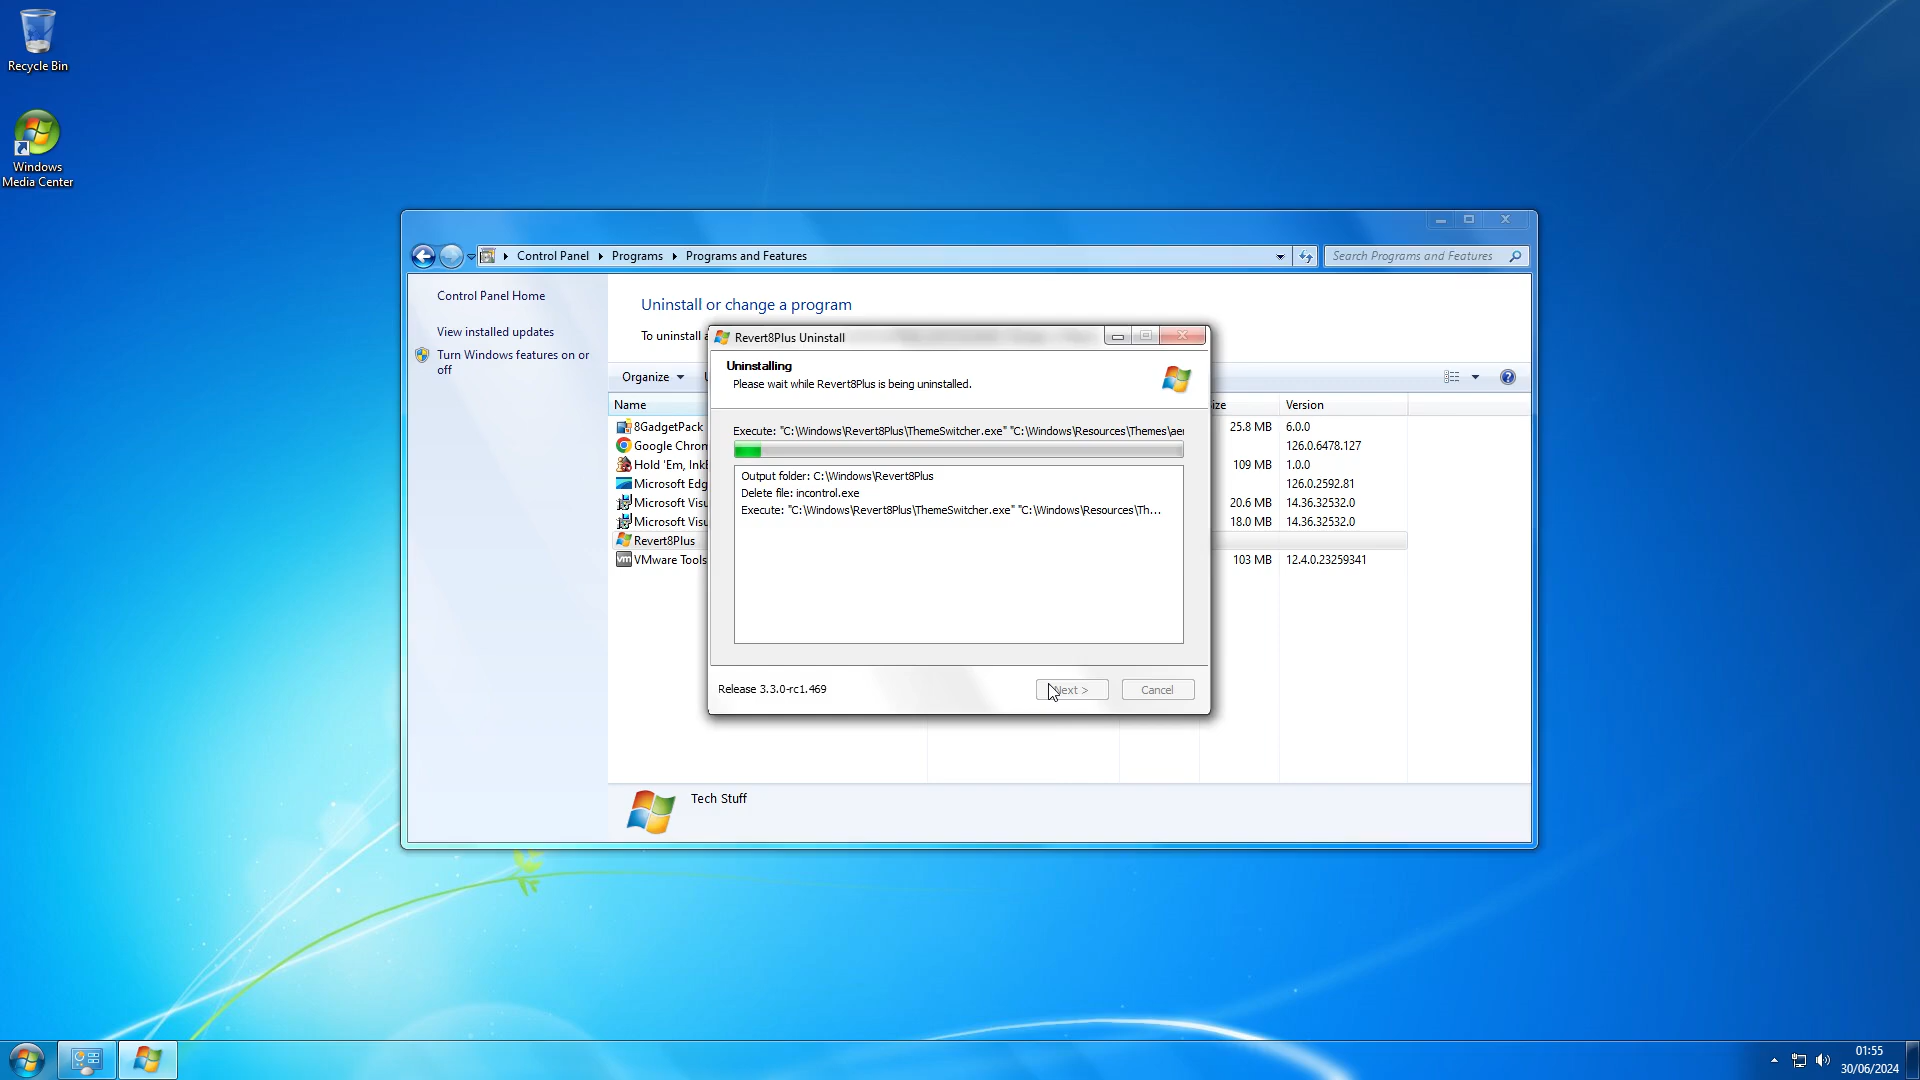 Recycle Bin
Windows
Media Center
Control Panel
Programs
Programs and Features
Search Programs and Features
Control Panel Home
View installed updates
Turn Windows features on or
off
Uninstall or change a program
To uninstall a
Organize
Name
Version
8GadgetPack
25.8 MB
6.0.0
Google Chron
126.0.6478.127
Hold 'Em, InkB
109 MB
1.0.0
Microsoft Edg
126.0.2592.81
Microsoft Visu
20.6 MB
14.36.32532.0
Microsoft Visu
18.0 MB
14.36.32532.0
Revert8Plus
VMware Tools
103 MB
12.4.0.23259341
Revert8Plus Uninstall
Uninstalling
Please wait while Revert8Plus is being uninstalled.
Execute: "C:\Windows\Revert8Plus\ThemeSwitcher.exe" "C:\Windows\Resources\Themes\aer
Output folder: C:\Windows\Revert8Plus
Delete file: incontrol.exe
Execute: "C:\Windows\Revert8Plus\ThemeSwitcher.exe" "C:\Windows\Resources\Th...
Release 3.3.0-rc1.469
Next >
Cancel
Tech Stuff
01:55
30/06/2024